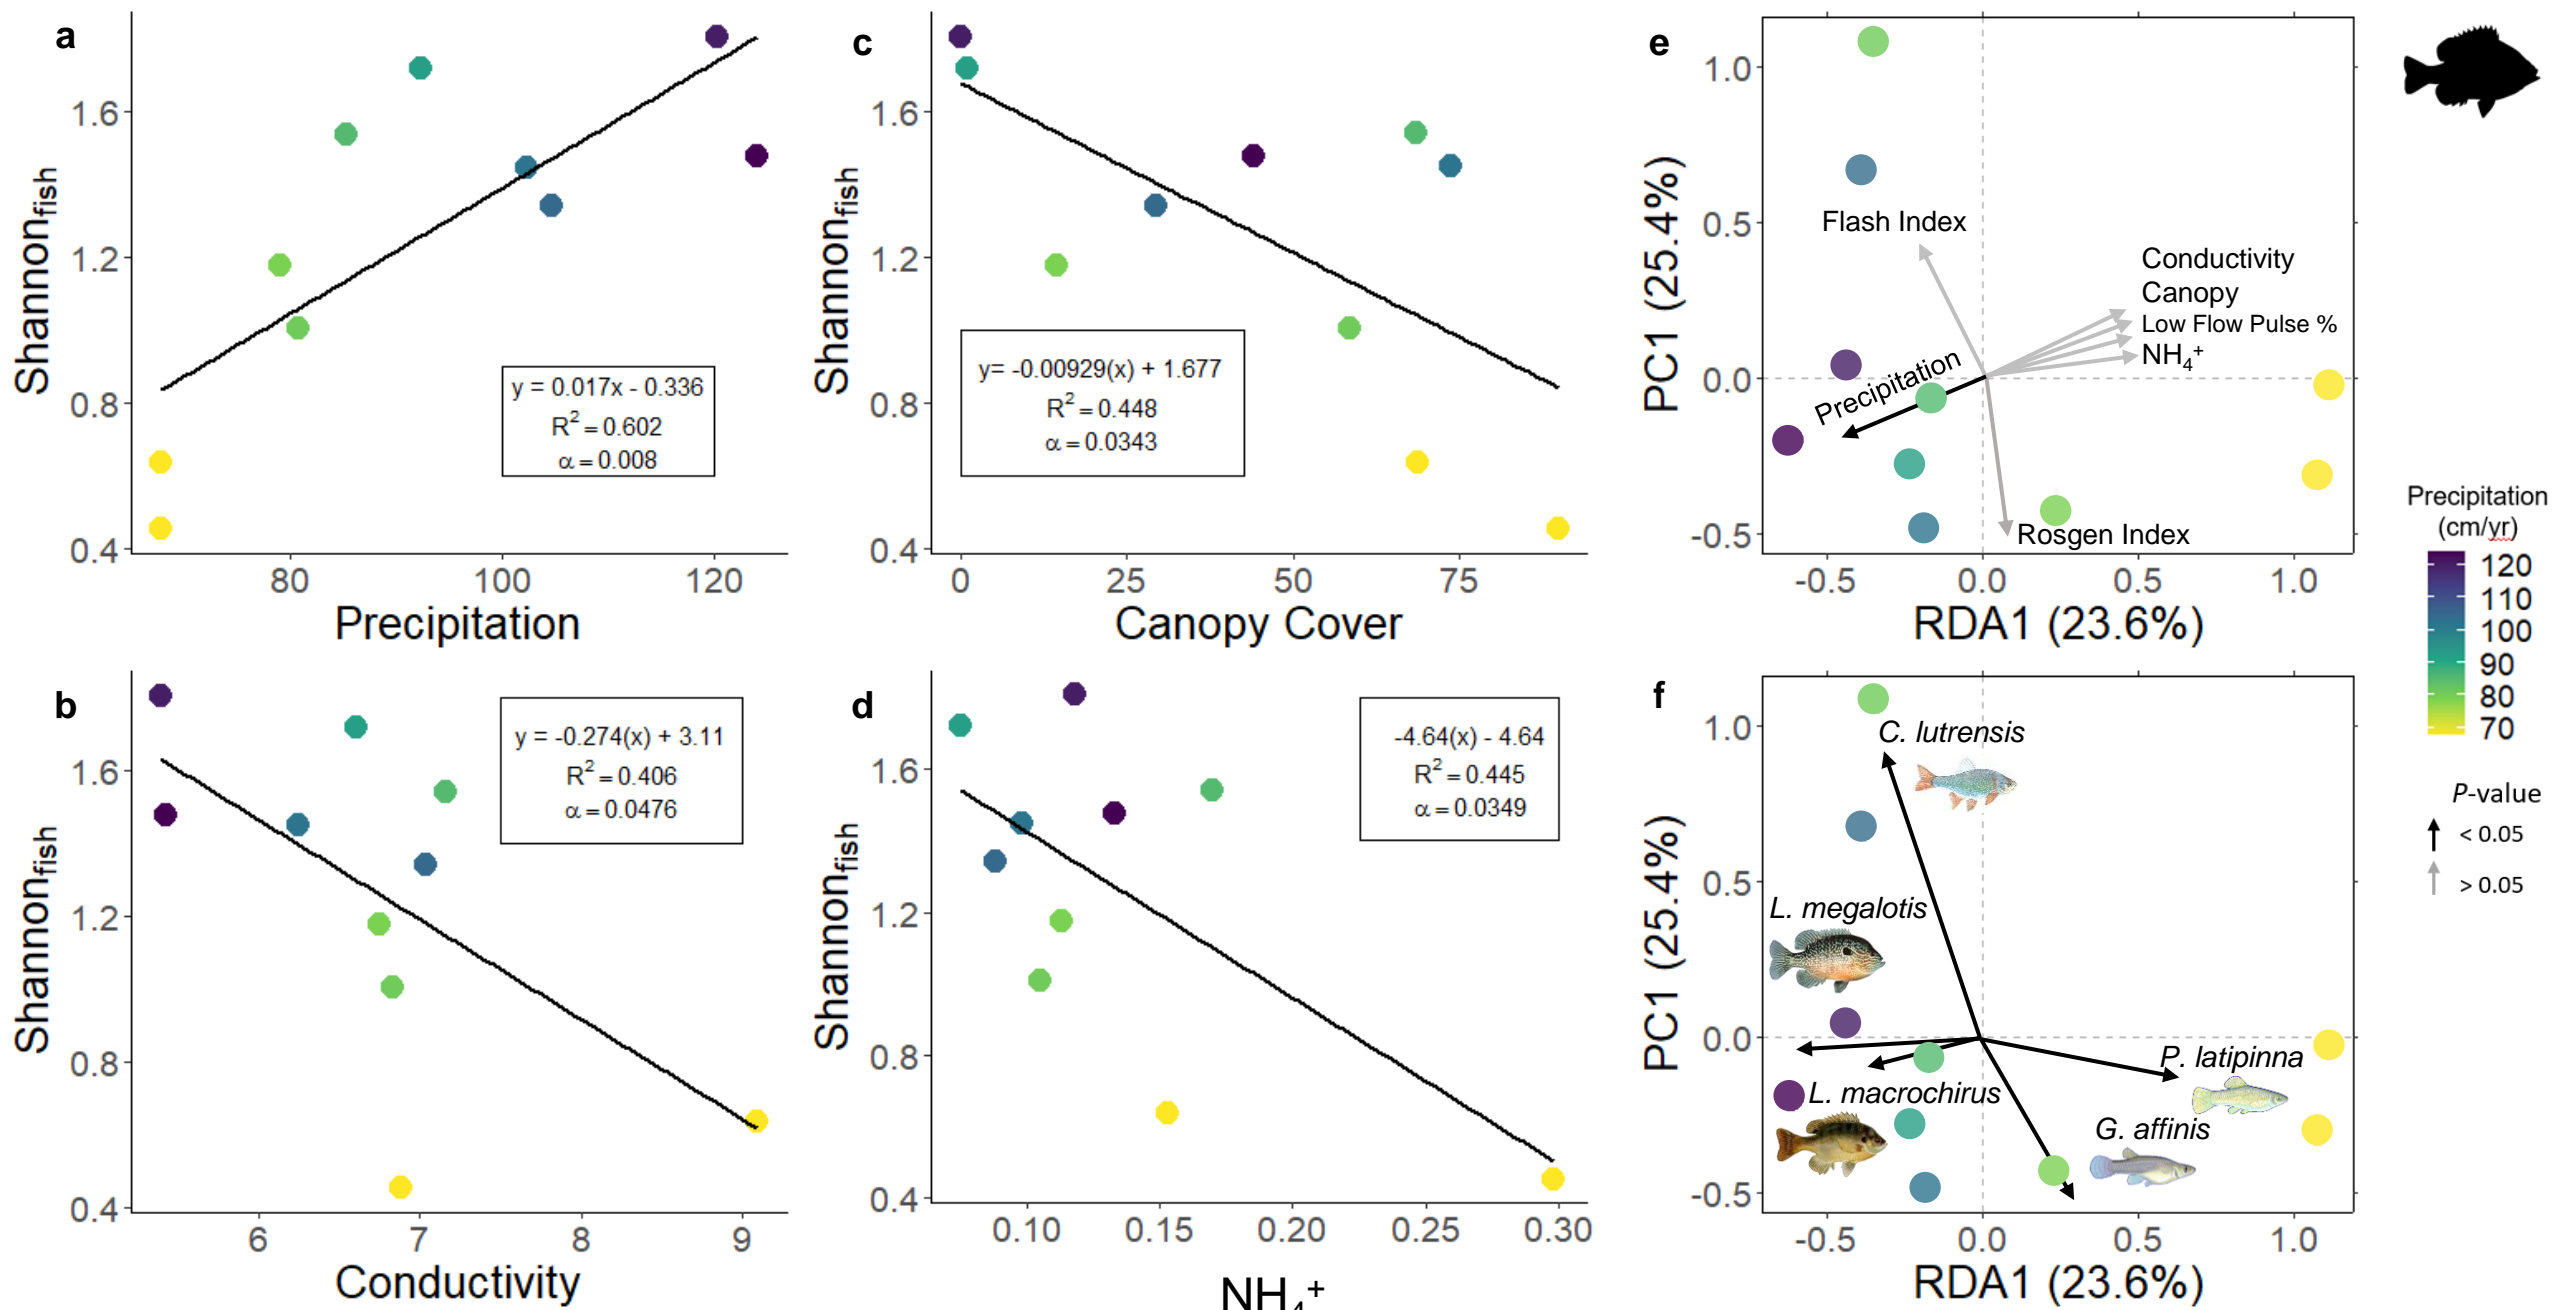 a
Shannonfish
1.6
1.2
0.8
0.4
y = 0.017x - 0.336
R² = 0.602
α = 0.008
80 100 120
Precipitation
c
Shannonfish
1.6
1.2
0.8
0.4
y= -0.00929(x) + 1.677
R² = 0.448
α = 0.0343
0 25 50 75
Canopy Cover
e
PC1 (25.4%)
1.0
0.5
0.0
-0.5
Flash Index
Conductivity
Canopy
Low Flow Pulse %
NH₄⁺
Precipitation
Rosgen Index
-0.5 0.0 0.5 1.0
RDA1 (23.6%)
b
Shannonfish
1.6
1.2
0.8
0.4
y = -0.274(x) + 3.11
R² = 0.406
α = 0.0476
6 7 8 9
Conductivity
d
Shannonfish
1.6
1.2
0.8
0.4
-4.64(x) - 4.64
R² = 0.445
α = 0.0349
0.10 0.15 0.20 0.25 0.30
NH₄⁺
f
PC1 (25.4%)
1.0
0.5
0.0
-0.5
C. lutrensis
L. megalotis
L. macrochirus
P. latipinna
G. affinis
-0.5 0.0 0.5 1.0
RDA1 (23.6%)
Precipitation
(cm/yr)
120
110
100
90
80
70
P-value
< 0.05
> 0.05